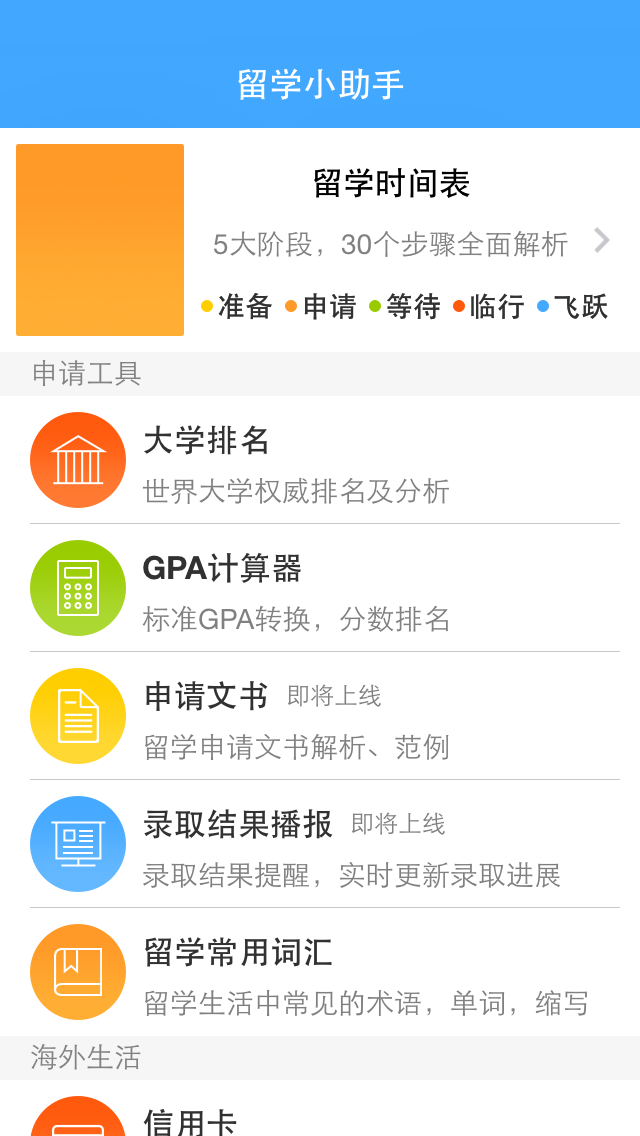 留学小助手
留学时间表
5大阶段，30个步骤全面解析
准备 申请 等待 临行 飞跃
申请工具
大学排名
世界大学权威排名及分析
GPA计算器
标准GPA转换，分数排名
申请文书 即将上线
留学申请文书解析、范例
录取结果播报 即将上线
录取结果提醒，实时更新录取进展
留学常用词汇
留学生活中常见的术语，单词，缩写
海外生活
信用卡